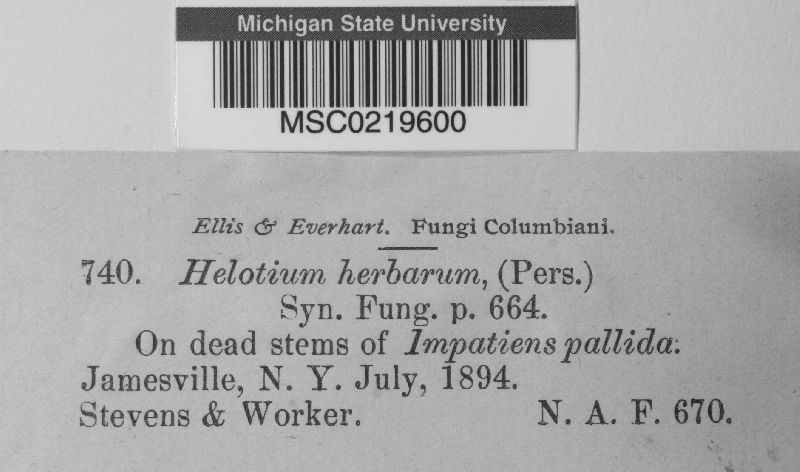 Michigan State University
MSC0219600
Ellis & Everhart. Fungi Columbiani.
740. Helotium herbarum, (Pers.)
Syn. Fung. p. 664.
On dead stems of Impatiens pallida.
Jamesville, N. Y. July, 1894.
Stevens & Worker. N. A. F. 670.